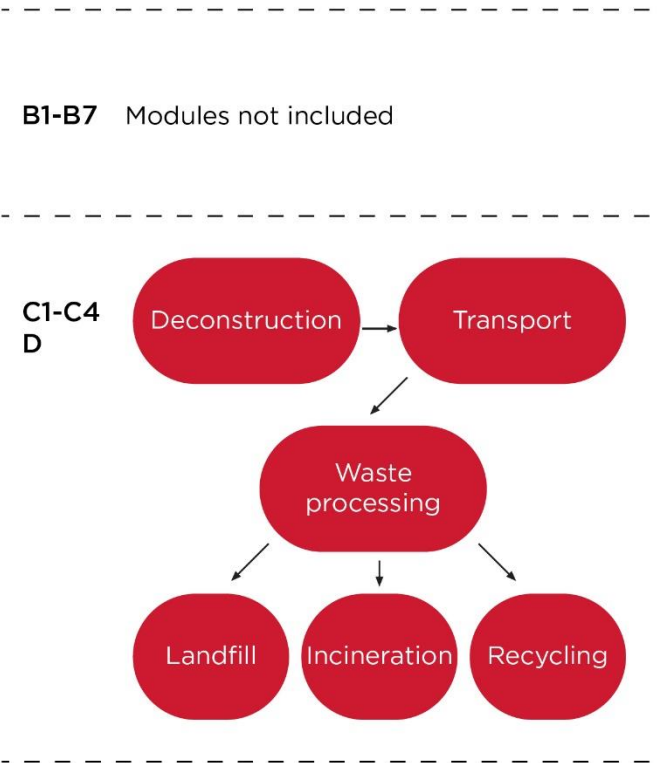 B1-B7 Modules not included
C1-C4
D
Deconstruction
Transport
Waste
processing
Landfill
Incineration
Recycling